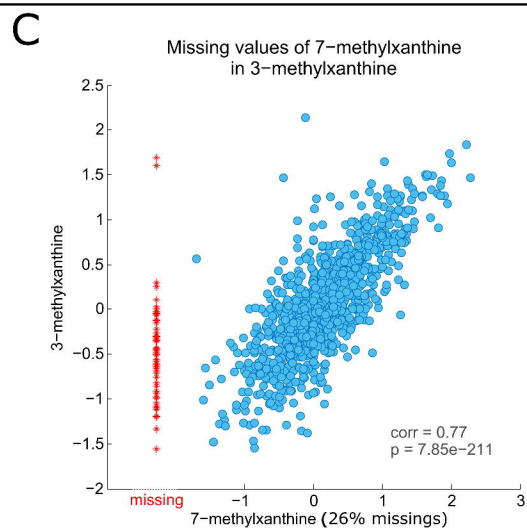 C
Missing values of 7−methylxanthine
in 3−methylxanthine
2.5
2
1.5
1
0.5
0
−0.5
−1
−1.5
−2
3−methylxanthine
corr = 0.77
p = 7.85e−211
missing
−1
0
1
2
3
7−methylxanthine (26% missings)